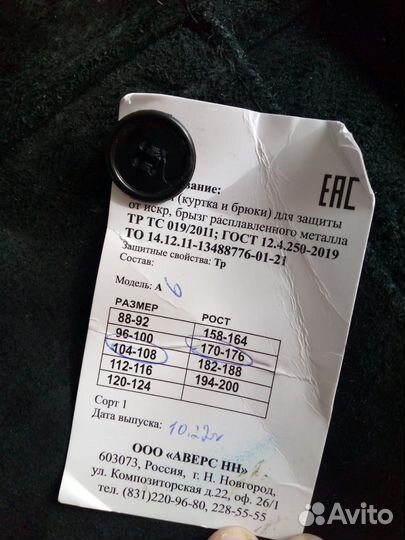 ование:
(куртка и брюки) для защиты
от искр, брызг расплавленного металла
ТР ТС 019/2011; ГОСТ 12.4.250-2019
ТО 14.12.11-13488776-01-21
Защитные свойства: Тр
Состав:
Модель: А 6
РАЗМЕР РОСТ
88-92 158-164
96-100 170-176
104-108 182-188
112-116 194-200
120-124
Сорт 1
Дата выпуска: 10.22г
ООО «АВЕРС НН»
603073, Россия, г. Н. Новгород,
ул. Композиторская д.22, оф. 26/1
тел. (831)220-96-80, 228-55-55
EAC
Avito